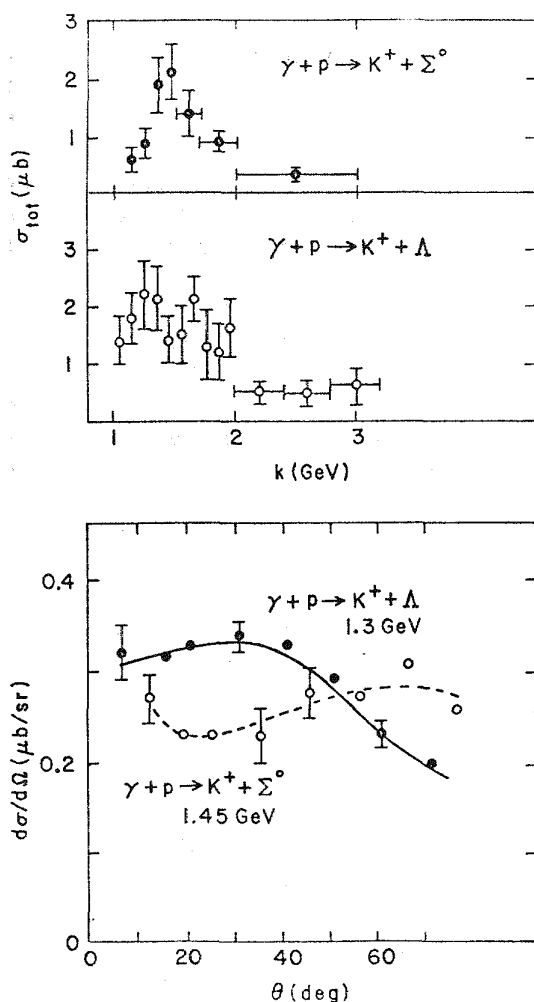 3
γ + p → K⁺ + Σ°
2
1
σtot (μb)
γ + p → K⁺ + Λ
3
2
1
1 2 3
k (GeV)
0.4
γ + p → K⁺ + Λ
1.3 GeV
dσ/dΩ (μb/sr)
0.2
γ + p → K⁺ + Σ°
1.45 GeV
0
0 20 40 60
θ (deg)